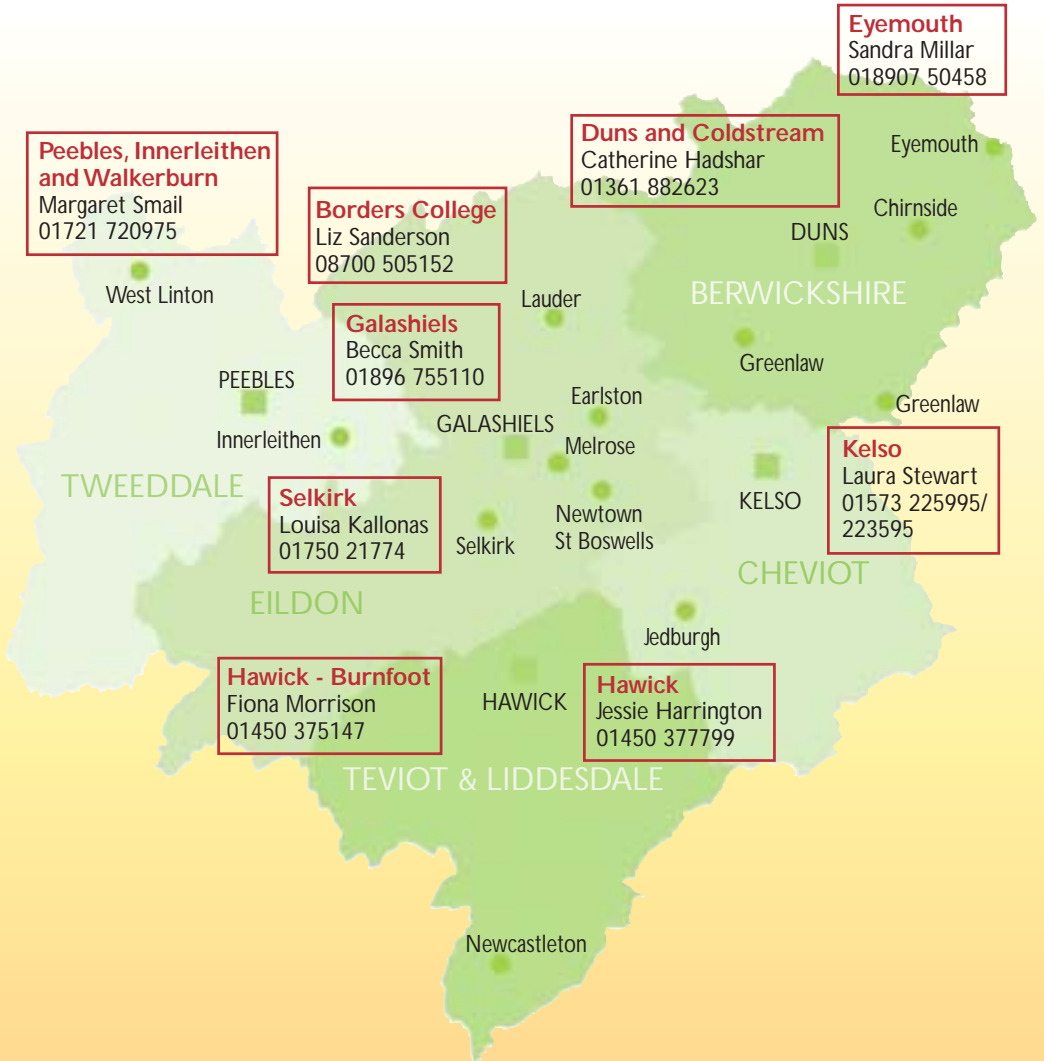 Eyemouth
Sandra Millar
018907 50458
Duns and Coldstream
Catherine Hadshar
01361 882623
Eyemouth
Peebles, Innerleithen
and Walkerburn
Margaret Smail
01721 720975
Borders College
Liz Sanderson
08700 505152
Chirnside
DUNS
West Linton
Lauder
BERWICKSHIRE
Galashiels
Becca Smith
01896 755110
Greenlaw
PEEBLES
Earlston
Greenlaw
GALASHIELS
Innerleithen
Melrose
Kelso
Laura Stewart
01573 225995/
223595
TWEEDDALE
Selkirk
Louisa Kallonas
01750 21774
KELSO
Selkirk
Newtown
St Boswells
CHEVIOT
EILDON
Jedburgh
Hawick - Burnfoot
Fiona Morrison
01450 375147
HAWICK
Hawick
Jessie Harrington
01450 377799
TEVIOT & LIDDESDALE
Newcastleton